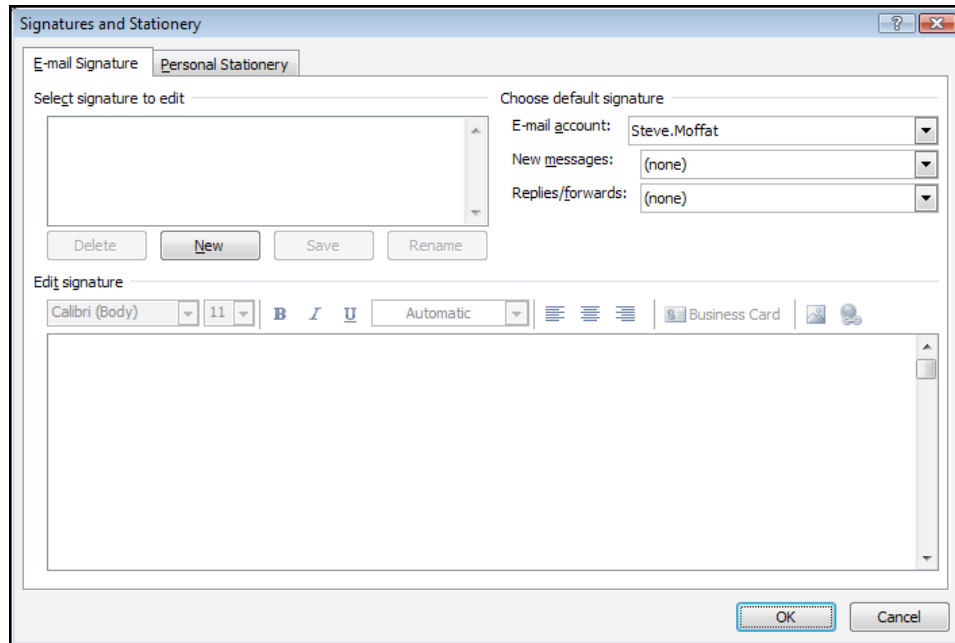 Signatures and Stationery
E-mail Signature Personal Stationery
Select signature to edit
Choose default signature
E-mail account: Steve.Moffat
New messages: (none)
Replies/forwards: (none)
Delete New Save Rename
Edit signature
Calibri (Body) 11 B I U Automatic Business Card
OK Cancel